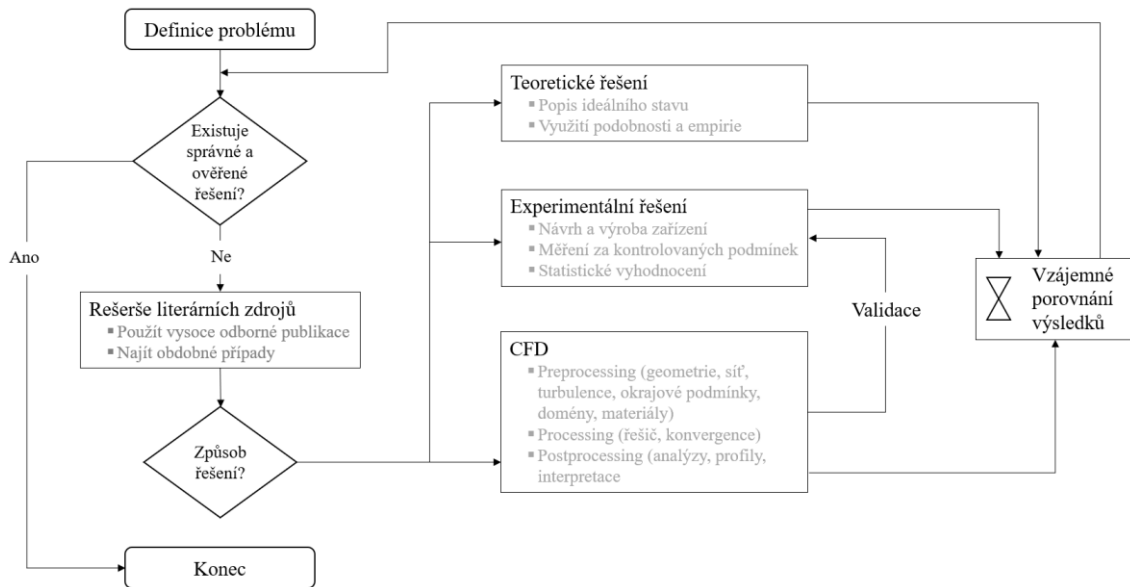 Definice problému
Existuje
správné a
ověřené
řešení?
Ano
Ne
Rešerše literárních zdrojů
▪ Použít vysoce odborné publikace
▪ Najít obdobné případy
Způsob
řešení?
Konec
Teoretické řešení
▪ Popis ideálního stavu
▪ Využití podobnosti a empirie
Experimentální řešení
▪ Návrh a výroba zařízení
▪ Měření za kontrolovaných podmínek
▪ Statistické vyhodnocení
CFD
▪ Preprocessing (geometrie, síť,
turbulence, okrajové podmínky,
domény, materiály)
▪ Processing (řešič, konvergence)
▪ Postprocessing (analýzy, profily,
interpretace
Validace
Vzájemné
porovnání
výsledků